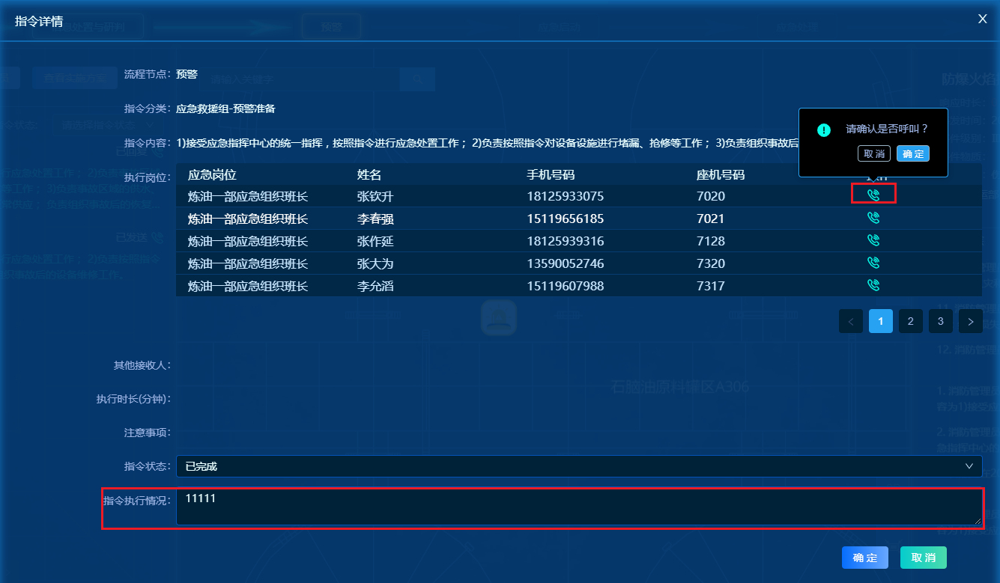 指令详情
X
流程节点： 预警
指令分类： 应急救援组-预警准备
指令内容： 1)接受应急指挥中心的统一指挥，按照指令进行应急处置工作； 2)负责按照指令对设备设施进行堵漏、抢修等工作； 3)负责组织事故后
请确认是否呼叫？
取消 确定
执行岗位：
应急岗位 姓名 手机号码 座机号码
炼油一部应急组织班长 张钦升 18125933075 7020
炼油一部应急组织班长 李春强 15119656185 7021
炼油一部应急组织班长 张作延 18125939316 7128
炼油一部应急组织班长 张大为 13590052746 7320
炼油一部应急组织班长 李允滔 15119607988 7317
< 1 2 3 >
其他接收人：
石脑油原料罐区A306
执行时长(分钟)：
注意事项：
指令状态： 已完成
指令执行情况： 11111
确定 取消